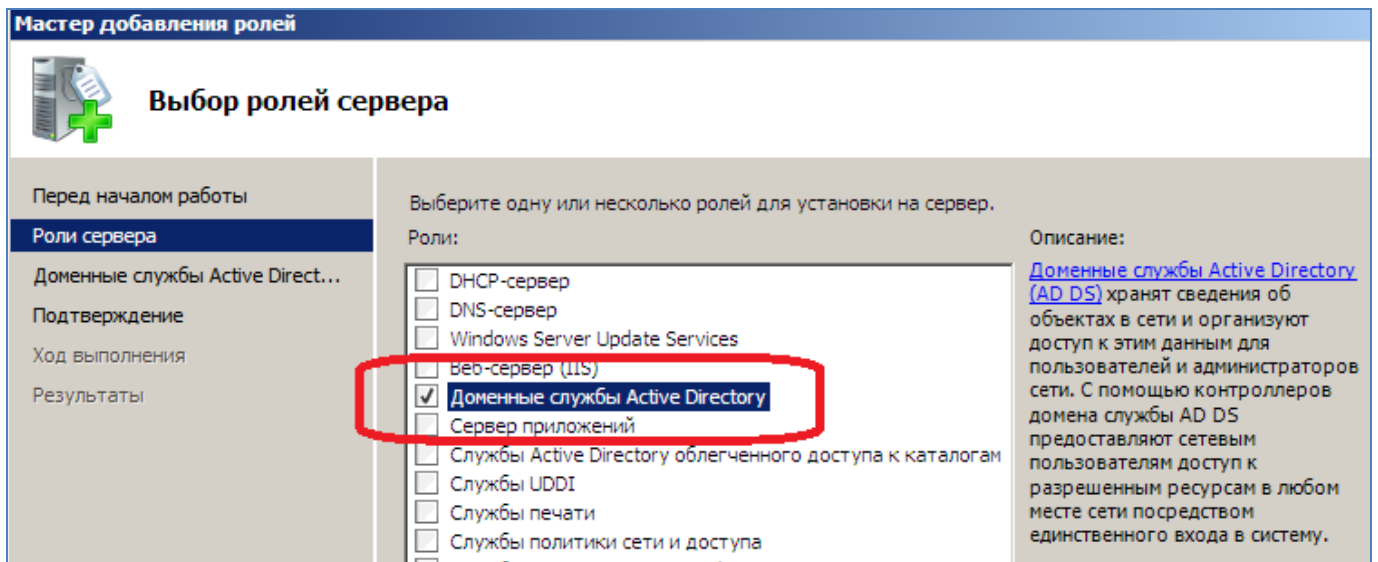 Мастер добавления ролей
Выбор ролей сервера
Перед началом работы
Роли сервера
Доменные службы Active Direct...
Подтверждение
Ход выполнения
Результаты
Выберите одну или несколько ролей для установки на сервер.
Роли:
DHCP-сервер
DNS-сервер
Windows Server Update Services
Веб-сервер (IIS)
Доменные службы Active Directory
Сервер приложений
Службы Active Directory облегченного доступа к каталогам
Службы UDDI
Службы печати
Службы политики сети и доступа
Описание:
Доменные службы Active Directory
(AD DS) хранят сведения об
объектах в сети и организуют
доступ к этим данным для
пользователей и администраторов
сети. С помощью контроллеров
домена службы AD DS
предоставляют сетевым
пользователям доступ к
разрешенным ресурсам в любом
месте сети посредством
единственного входа в систему.